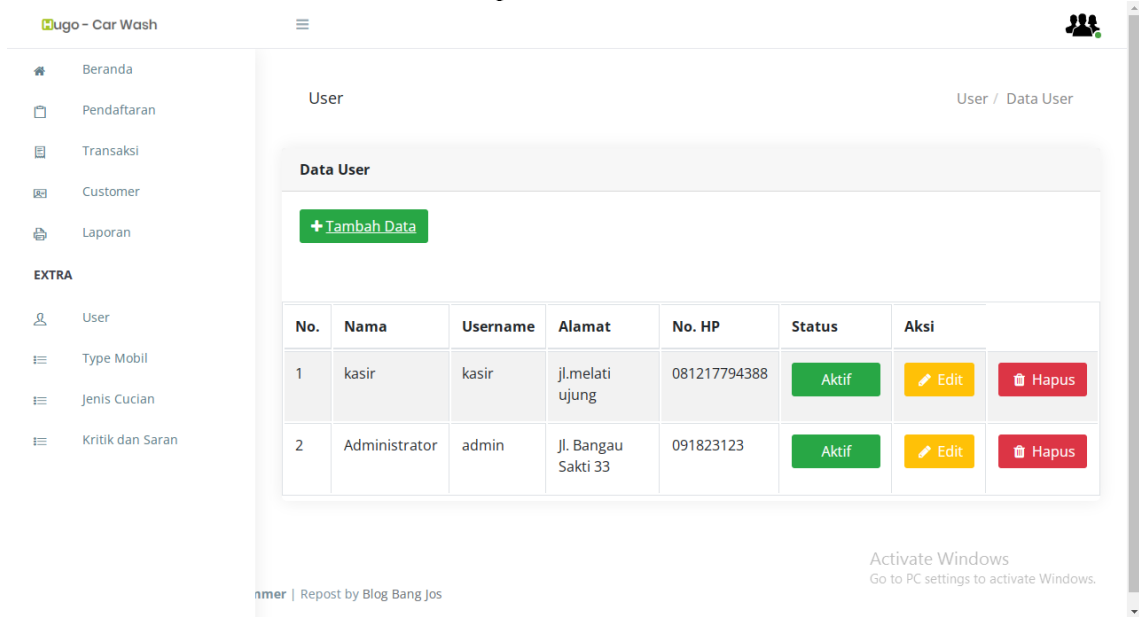 Hugo - Car Wash
Beranda
Pendaftaran
Transaksi
Customer
Laporan
EXTRA
User
Type Mobil
Jenis Cucian
Kritik dan Saran
User
User / Data User
Data User
Tambah Data
No. Nama Username Alamat No. HP Status Aksi
1 kasir kasir jl.melati 081217794388 Aktif Edit Hapus
ujung
2 Administrator admin Jl. Bangau 091823123 Aktif Edit Hapus
Sakti 33
Activate Windows
Go to PC settings to activate Windows.
| Repost by Blog Bang Jos